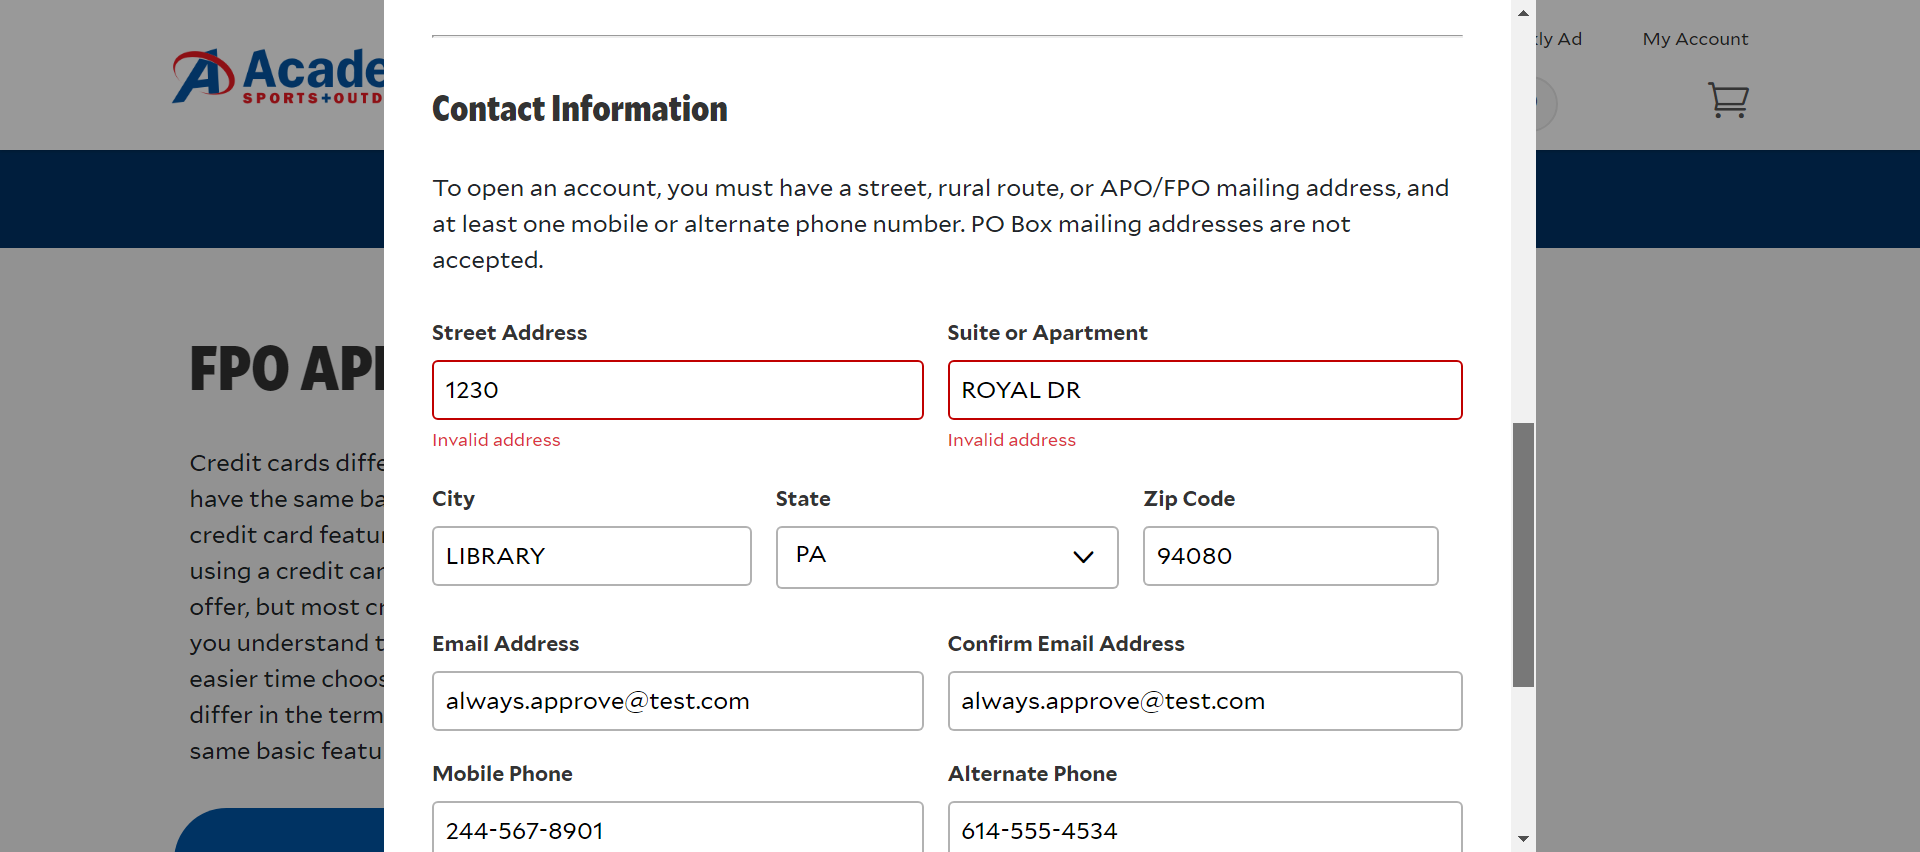 Acade
SPORTS+OUTD
kly Ad
My Account
FPO AP
Credit cards diffe
have the same ba
credit card featur
using a credit car
offer, but most cr
you understand t
easier time choos
differ in the term
same basic featu
Contact Information
To open an account, you must have a street, rural route, or APO/FPO mailing address, and
at least one mobile or alternate phone number. PO Box mailing addresses are not
accepted.
Street Address
Suite or Apartment
1230
ROYAL DR
Invalid address
Invalid address
City
State
Zip Code
LIBRARY
PA
94080
Email Address
Confirm Email Address
always.approve@test.com
always.approve@test.com
Mobile Phone
Alternate Phone
244-567-8901
614-555-4534